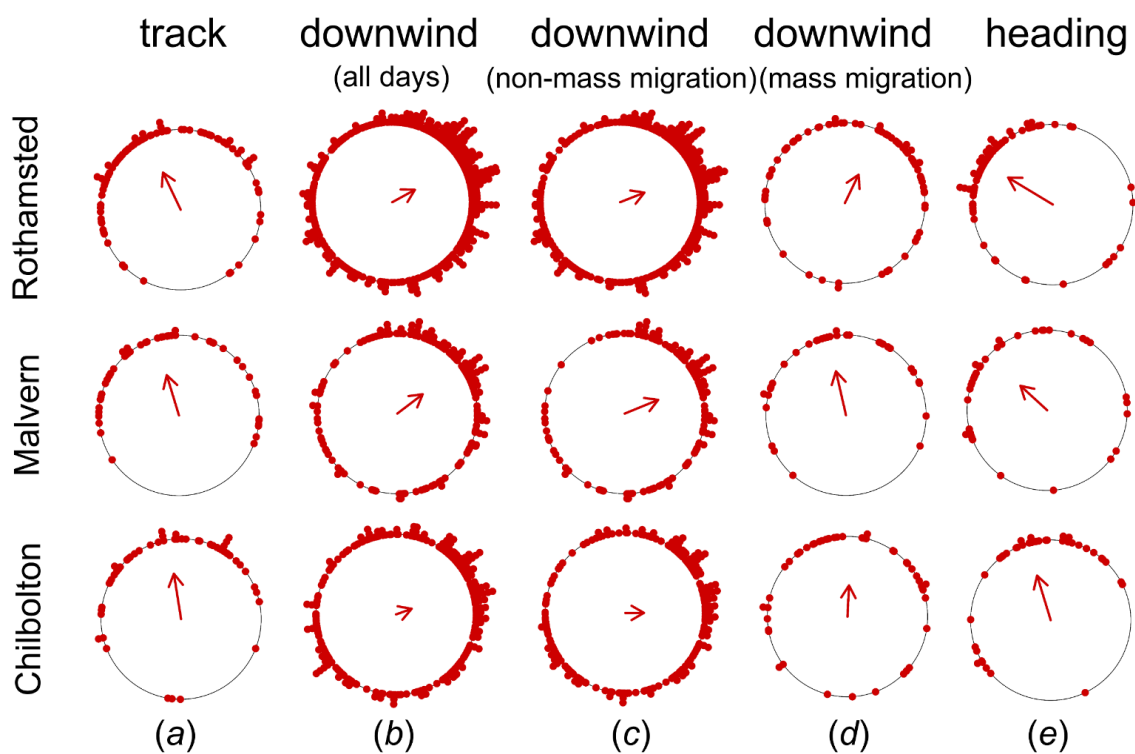 track downwind downwind downwind heading
(all days) (non-mass migration) (mass migration)
Rothamsted
Malvern
Chilbolton
(a) (b) (c) (d) (e)